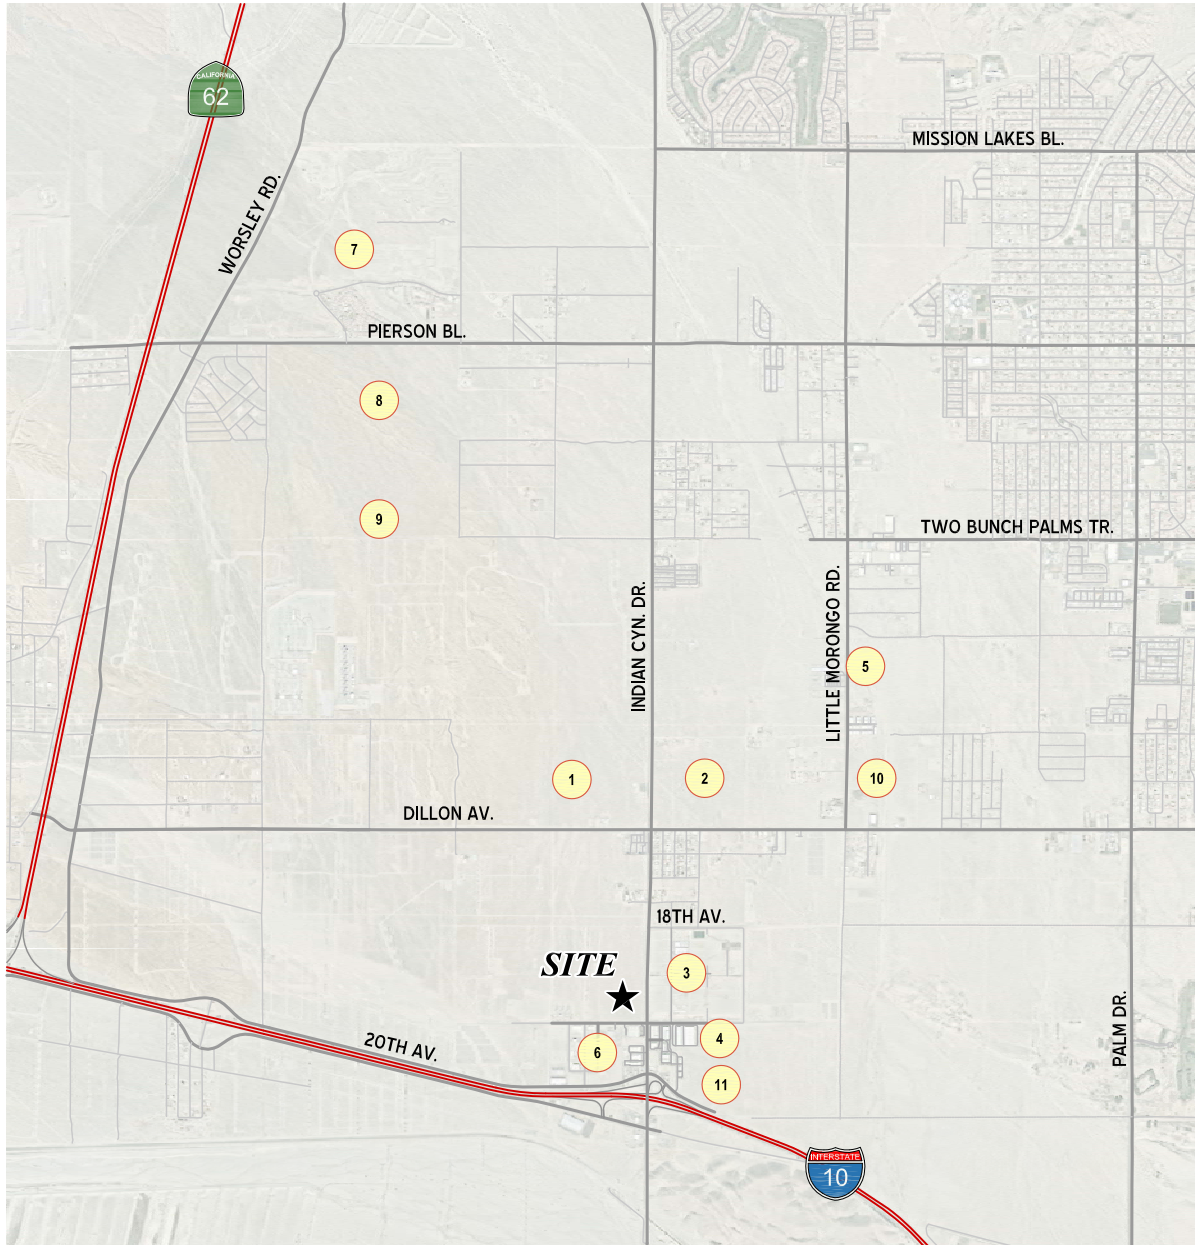 CALIFORNIA
62
MISSION LAKES BL.
WORSLEY RD.
7
PIERSON BL.
8
9
TWO BUNCH PALMS TR.
INDIAN CYN. DR.
LITTLE MORONGO RD.
5
1
2
10
DILLON AV.
18TH AV.
SITE
3
4
20TH AV.
6
11
PALM DR.
INTERSTATE
10